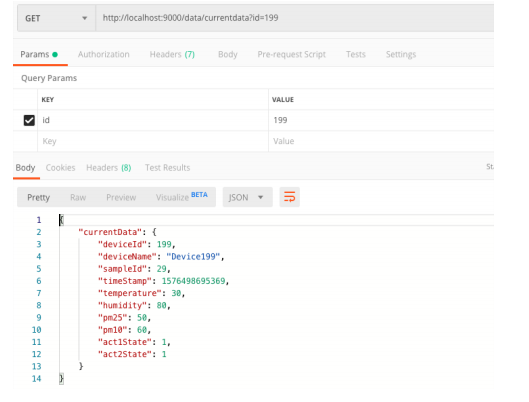 GET http://localhost:9000/data/currentdata?id=199
Params Authorization Headers (7) Body Pre-request Script Tests Settings
Query Params
KEY VALUE
id 199
Key Value
Body Cookies Headers (8) Test Results
Pretty Raw Preview Visualize BETA JSON
1 {
2 "currentData": {
3 "deviceId": 199,
4 "deviceName": "Device199",
5 "sampleId": 29,
6 "timeStamp": 1576498695369,
7 "temperature": 30,
8 "humidity": 80,
9 "pm25": 50,
10 "pm10": 60,
11 "act1State": 1,
12 "act2State": 1
13 }
14 }